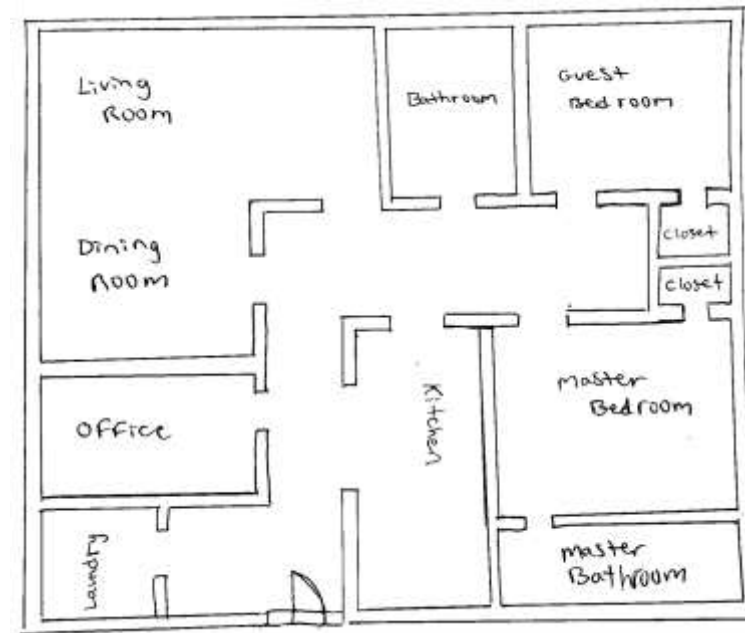 Living
Room
Bathroom
Guest
Bedroom
Dining
Room
Closet
Closet
Office
Kitchen
Master
Bedroom
Laundry
Master
Bathroom